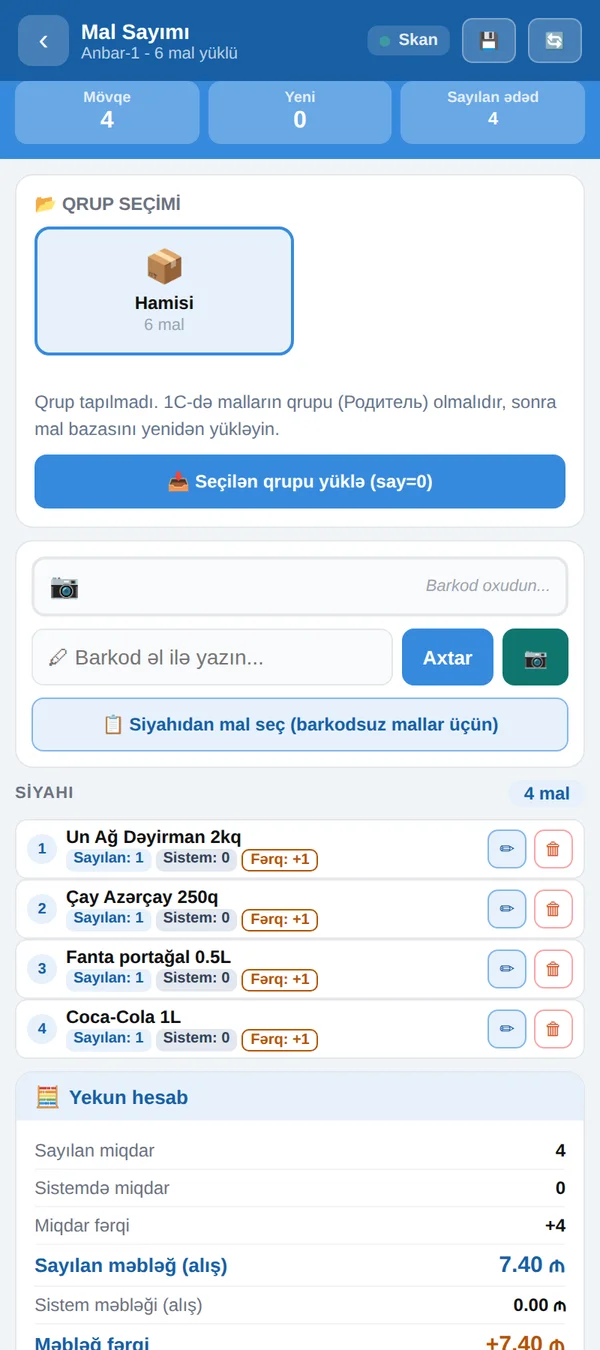 Mal Sayımı
Anbar-1 - 6 mal yüklü
Skan
Mövqe
4
Yeni
0
Sayılan ədəd
4
QRUP SEÇİMİ
Hamisi
6 mal
Qrup tapılmadı. 1C-də malların qrupu (Родитель) olmalıdır, sonra
mal bazasını yenidən yükləyin.
Seçilən qrupu yüklə (say=0)
Barkod oxudun...
Barkod əl ilə yazın...
Axtar
Siyahıdan mal seç (barkodsuz mallar üçün)
SİYAHI
4 mal
1
Un Ağ Dəyirman 2kq
Sayılan: 1 Sistem: 0 Fərq: +1
2
Çay Azərçay 250q
Sayılan: 1 Sistem: 0 Fərq: +1
3
Fanta portağal 0.5L
Sayılan: 1 Sistem: 0 Fərq: +1
4
Coca-Cola 1L
Sayılan: 1 Sistem: 0 Fərq: +1
Yekun hesab
Sayılan miqdar 4
Sistemdə miqdar 0
Miqdar fərqi +4
Sayılan məbləğ (alış) 7.40 ₼
Sistem məbləği (alış) 0.00 ₼
Məbləğ fərqi +7.40 ₼